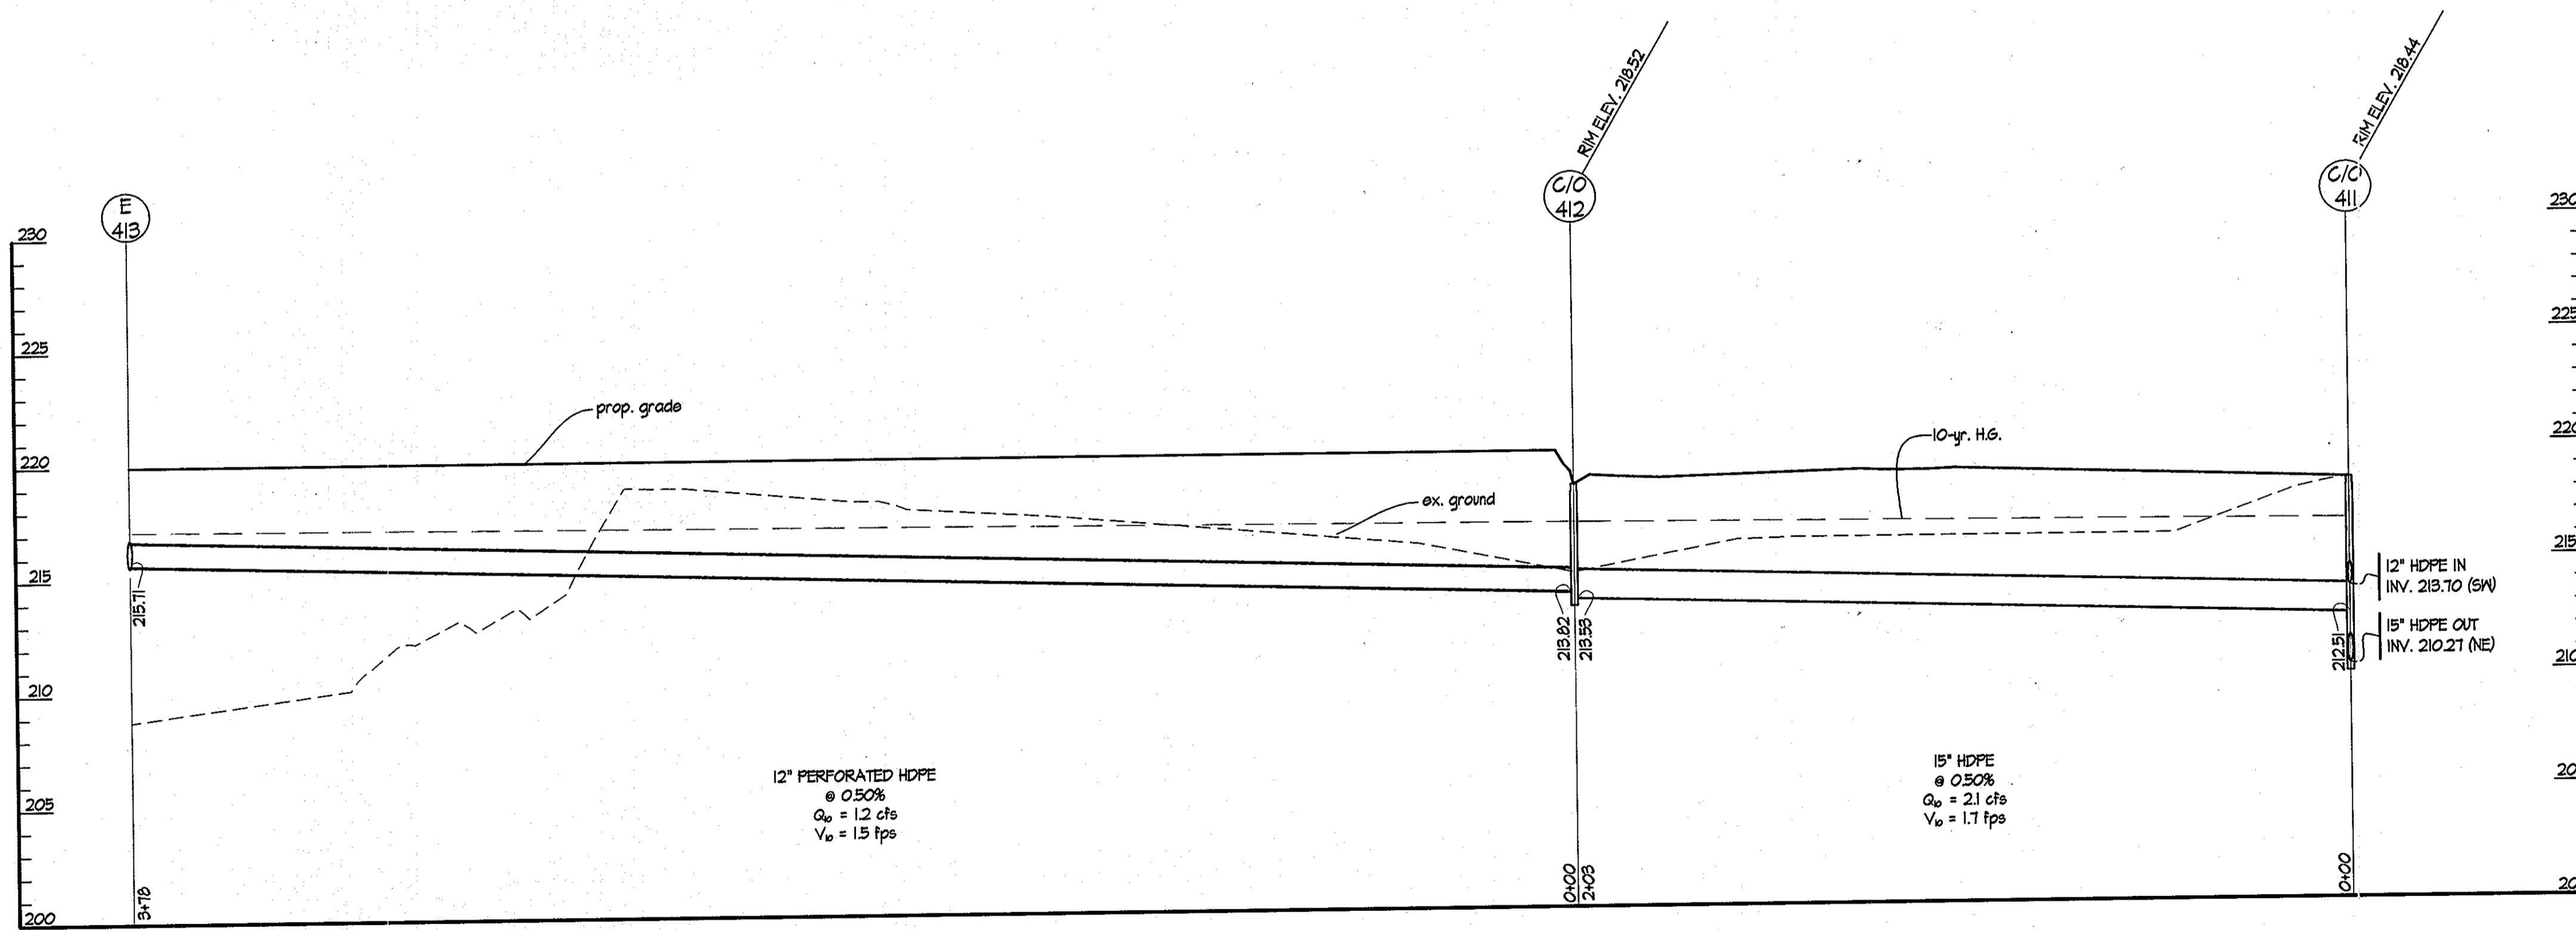 RIM ELEV. 218.52
RIM ELEV. 218.44
E
413
C/O
412
C/O
411
230
225
220
215
210
205
200
230
225
220
215
210
20
20
prop. grade
ex. ground
10-yr. H.G.
215.71
213.82
213.53
212.51
12" HDPE IN
INV. 213.70 (SW)
15" HDPE OUT
INV. 210.27 (NE)
12" PERFORATED HDPE
@ 0.50%
Q10 = 1.2 cfs
V10 = 1.5 fps
15" HDPE
@ 0.50%
Q10 = 2.1 cfs
V10 = 1.7 fps
3+78
0+00
2+03
0+00